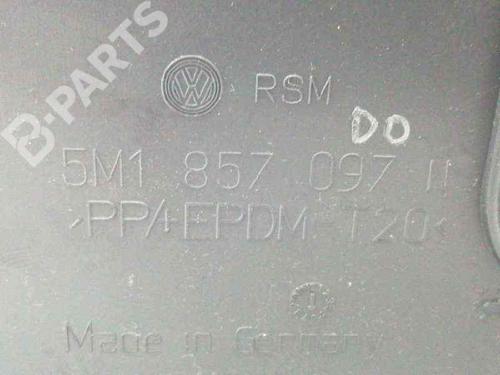 B-PARTS
RSM
DO
5M1 857 097
>PP+EPDM-T20<
Made in Germany